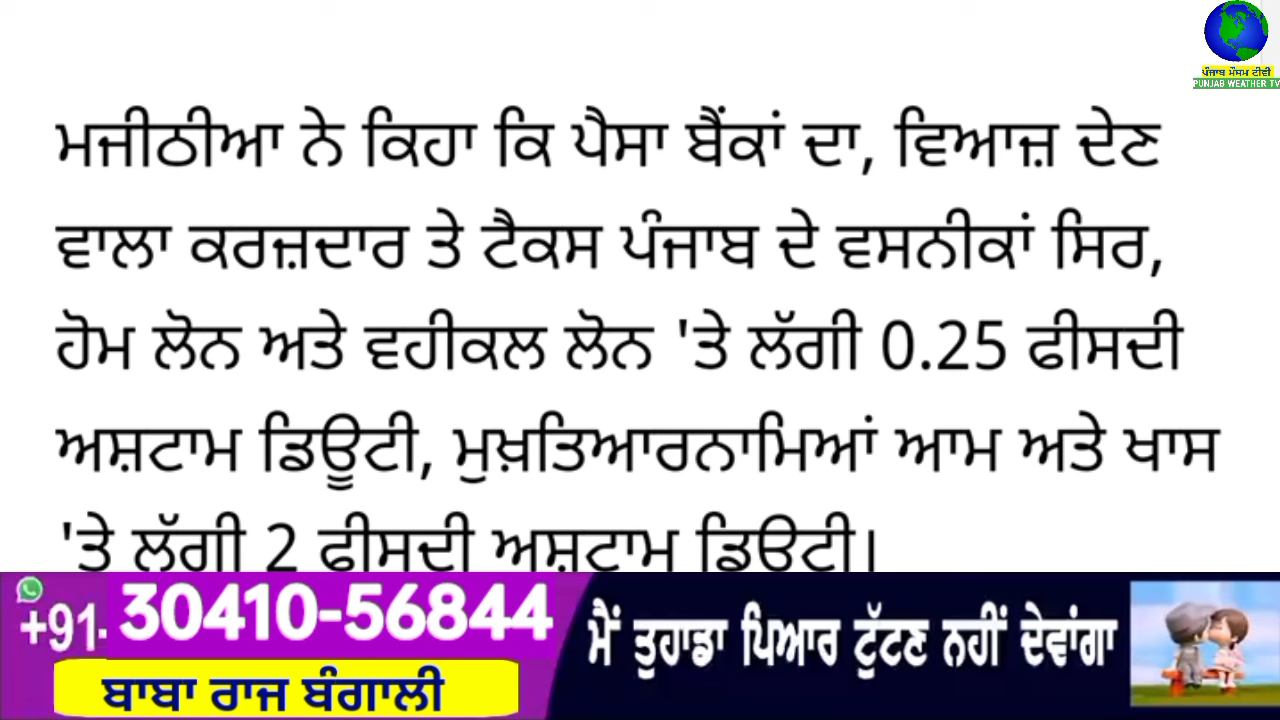 ਪੰਜਾਬ ਮੌਸਮ ਟੀਵੀ
PUNJAB WEATHER TV
ਮਜੀਠੀਆ ਨੇ ਕਿਹਾ ਕਿ ਪੈਸਾ ਬੈਂਕਾਂ ਦਾ, ਵਿਆਜ਼ ਦੇਣ
ਵਾਲਾ ਕਰਜ਼ਦਾਰ ਤੇ ਟੈਕਸ ਪੰਜਾਬ ਦੇ ਵਸਨੀਕਾਂ ਸਿਰ,
ਹੋਮ ਲੋਨ ਅਤੇ ਵਹੀਕਲ ਲੋਨ 'ਤੇ ਲੱਗੀ 0.25 ਫੀਸਦੀ
ਅਸ਼ਟਾਮ ਡਿਊਟੀ, ਮੁਖ਼ਤਿਆਰਨਾਮਿਆਂ ਆਮ ਅਤੇ ਖਾਸ
'ਤੇ ਲੱਗੀ 2 ਫੀਸਦੀ ਅਸ਼ਟਾਮ ਡਿਊਟੀ।
+91- 30410-56844
ਬਾਬਾ ਰਾਜ ਬੰਗਾਲੀ
ਮੈਂ ਤੁਹਾਡਾ ਪਿਆਰ ਟੁੱਟਣ ਨਹੀਂ ਦੇਵਾਂਗਾ